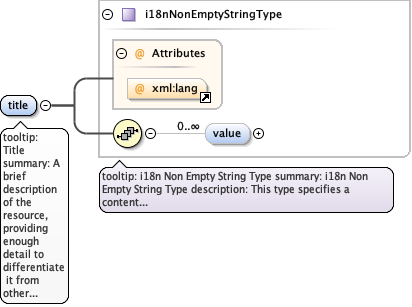 i18nNonEmptyStringType
@ Attributes
@ xml:lang
title
0..∞
value
tooltip:
Title
summary: A
brief
description
of the
resource,
providing
enough
detail to
differentiate
it from
other...
tooltip: i18n Non Empty String Type summary: i18n Non
Empty String Type description: This type specifies a
content...